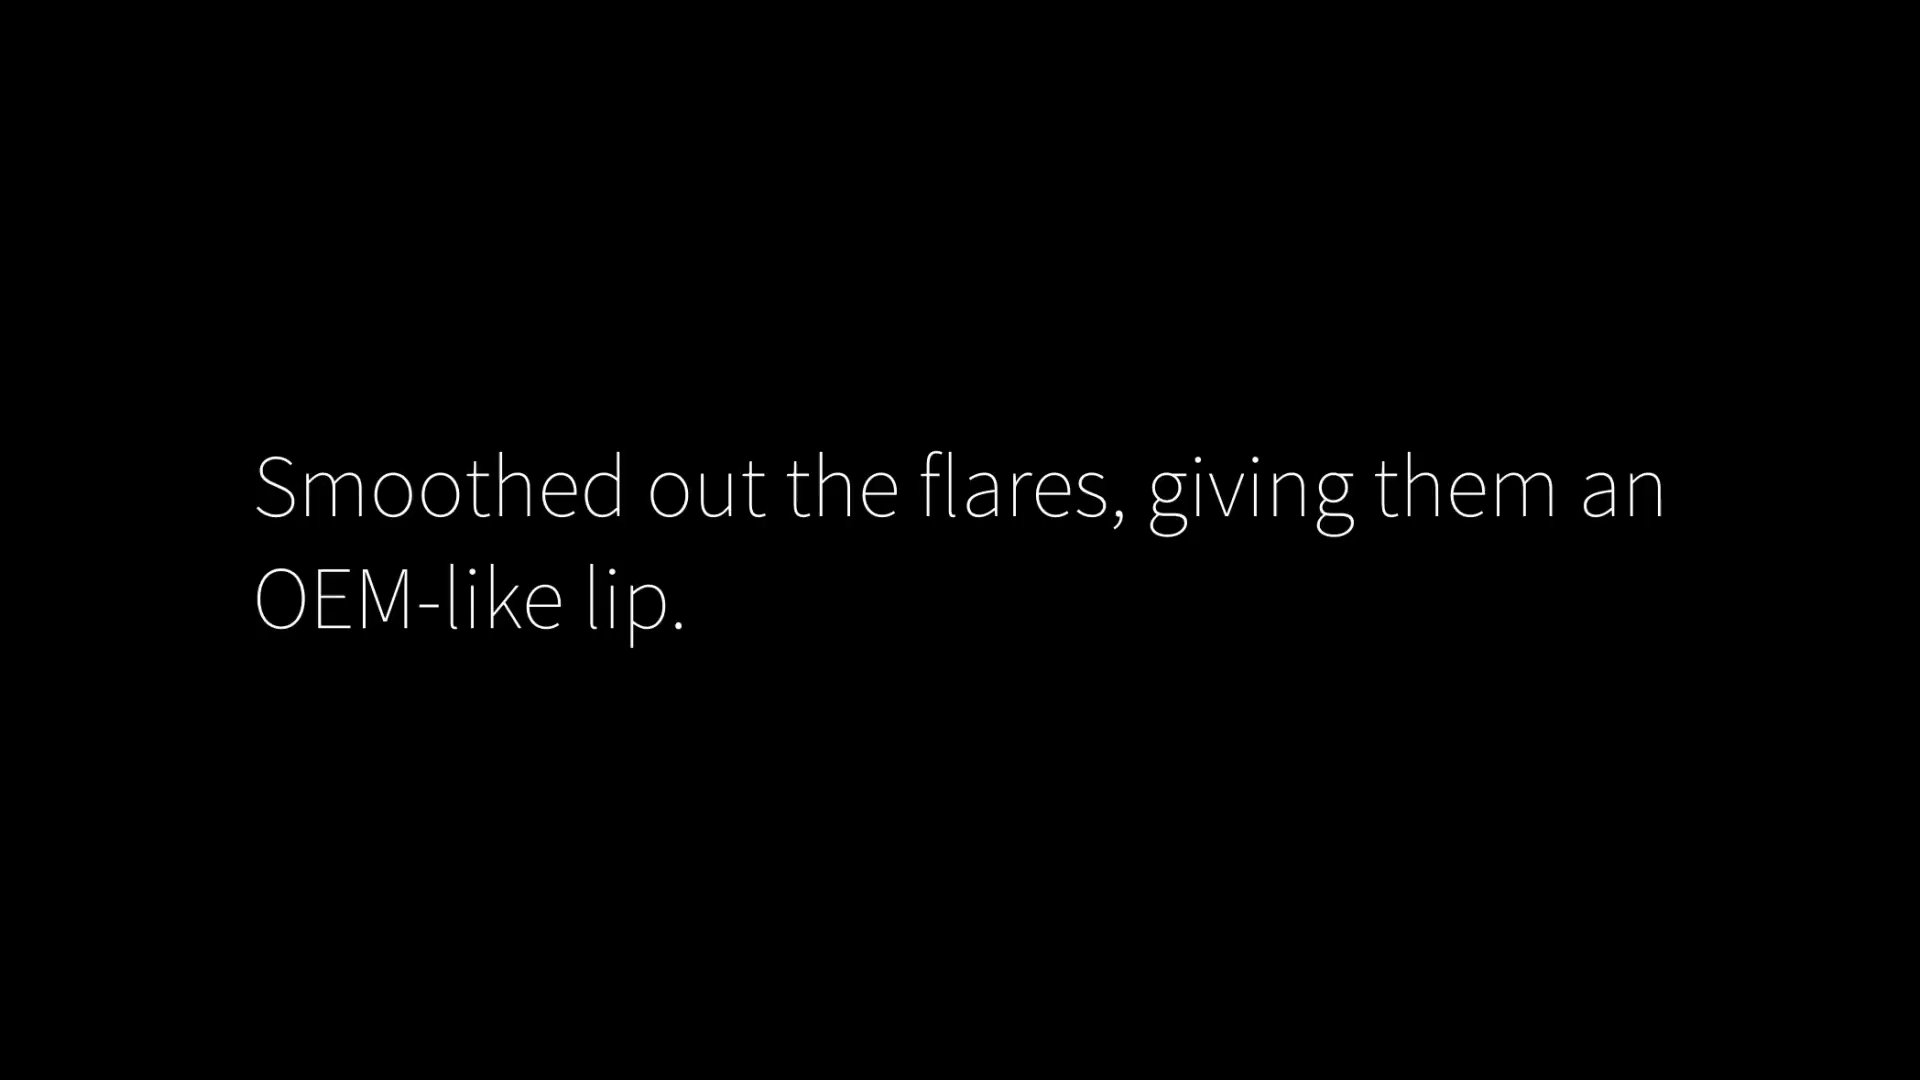 Smoothed out the flares, giving them an
OEM-like lip.